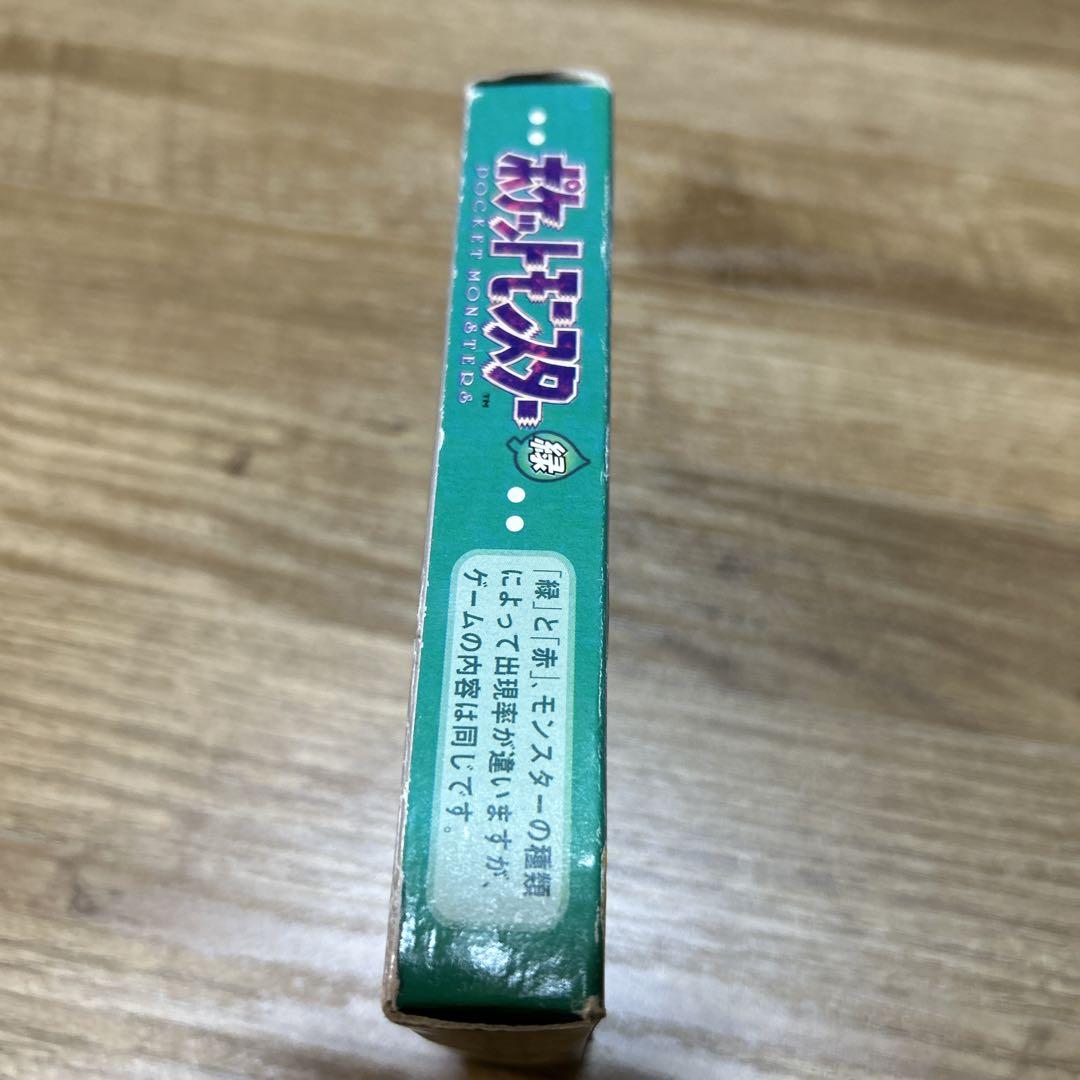 ポケットモンスター
POCKET MONSTERS
TM
緑
「緑」と「赤」、モンスターの種類
によって出現率が違いますが、
ゲームの内容は同じです。